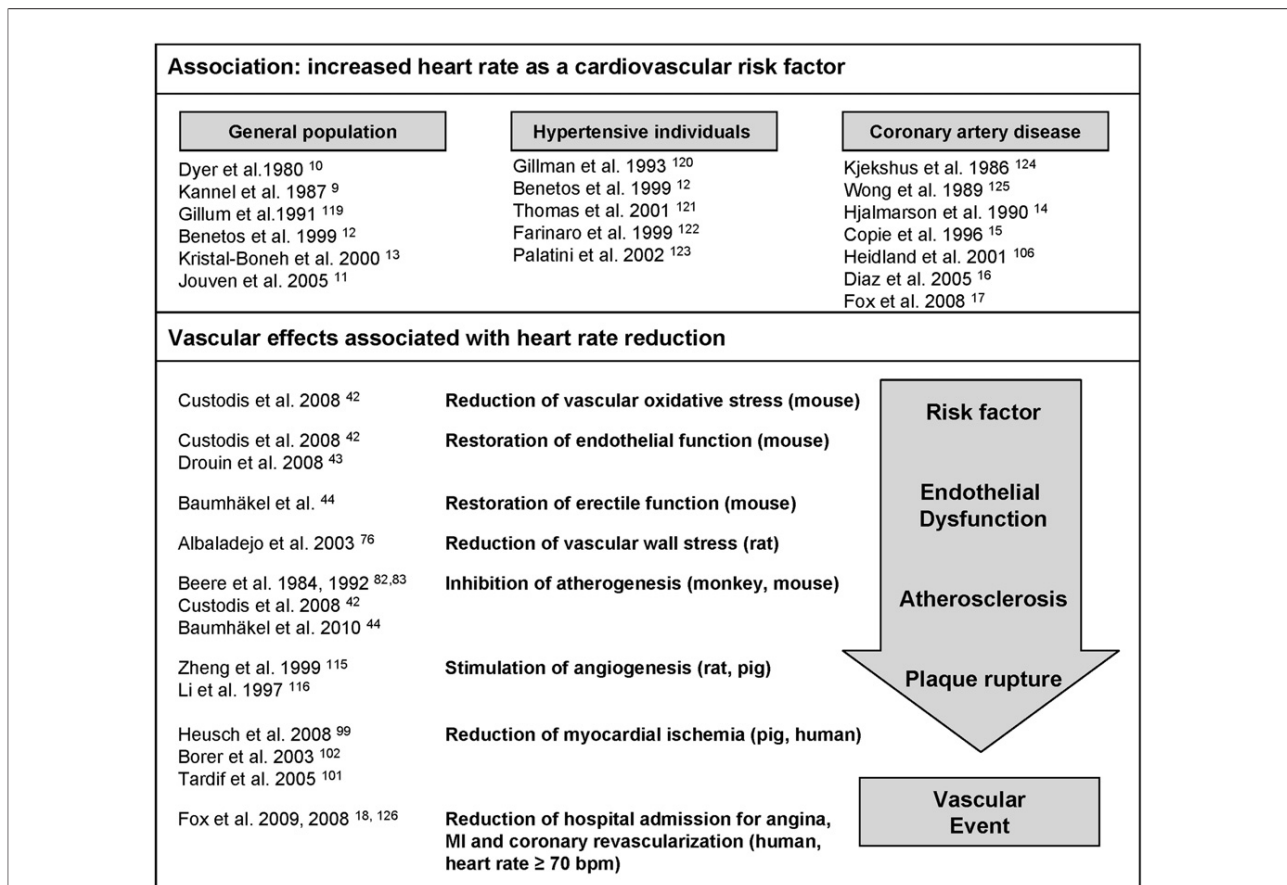 Association: increased heart rate as a cardiovascular risk factor
General population
Dyer et al.1980 10
Kannel et al. 1987 9
Gillum et al.1991 119
Benetos et al. 1999 12
Kristal-Boneh et al. 2000 13
Jouven et al. 2005 11
Hypertensive individuals
Gillman et al. 1993 120
Benetos et al. 1999 12
Thomas et al. 2001 121
Farinaro et al. 1999 122
Palatini et al. 2002 123
Coronary artery disease
Kjekshus et al. 1986 124
Wong et al. 1989 125
Hjalmarson et al. 1990 14
Copie et al. 1996 15
Heidland et al. 2001 106
Diaz et al. 2005 16
Fox et al. 2008 17
Vascular effects associated with heart rate reduction
Custodis et al. 2008 42
Reduction of vascular oxidative stress (mouse)
Custodis et al. 2008 42
Drouin et al. 2008 43
Restoration of endothelial function (mouse)
Baumhäkel et al. 44
Restoration of erectile function (mouse)
Albaladejo et al. 2003 76
Reduction of vascular wall stress (rat)
Beere et al. 1984, 1992 82,83
Custodis et al. 2008 42
Baumhäkel et al. 2010 44
Inhibition of atherogenesis (monkey, mouse)
Zheng et al. 1999 115
Li et al. 1997 116
Stimulation of angiogenesis (rat, pig)
Heusch et al. 2008 99
Borer et al. 2003 102
Tardif et al. 2005 101
Reduction of myocardial ischemia (pig, human)
Fox et al. 2009, 2008 18, 126
Reduction of hospital admission for angina,
MI and coronary revascularization (human,
heart rate ≥ 70 bpm)
Risk factor
Endothelial
Dysfunction
Atherosclerosis
Plaque rupture
Vascular
Event